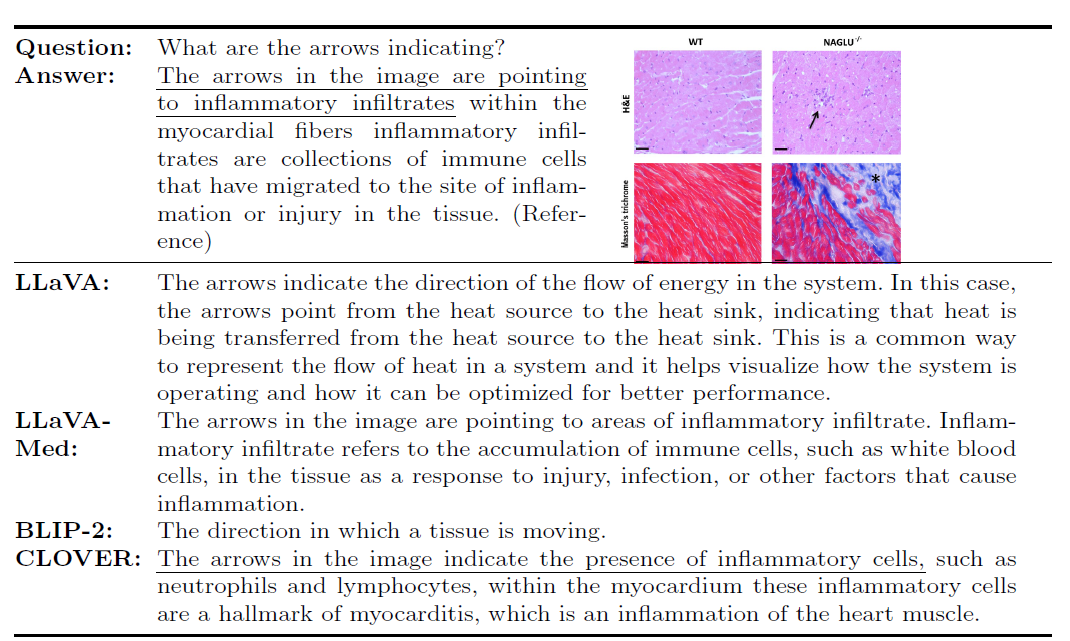 Question: What are the arrows indicating?
Answer: The arrows in the image are pointing
to inflammatory infiltrates within the
myocardial fibers inflammatory infil-
trates are collections of immune cells
that have migrated to the site of inflam-
mation or injury in the tissue. (Refer-
ence)
WT NAGLU-/-
H&E
*
Masson's trichrome
LLaVA: The arrows indicate the direction of the flow of energy in the system. In this case,
the arrows point from the heat source to the heat sink, indicating that heat is
being transferred from the heat source to the heat sink. This is a common way
to represent the flow of heat in a system and it helps visualize how the system is
operating and how it can be optimized for better performance.
LLaVA- The arrows in the image are pointing to areas of inflammatory infiltrate. Inflam-
Med: matory infiltrate refers to the accumulation of immune cells, such as white blood
cells, in the tissue as a response to injury, infection, or other factors that cause
inflammation.
BLIP-2: The direction in which a tissue is moving.
CLOVER: The arrows in the image indicate the presence of inflammatory cells, such as
neutrophils and lymphocytes, within the myocardium these inflammatory cells
are a hallmark of myocarditis, which is an inflammation of the heart muscle.